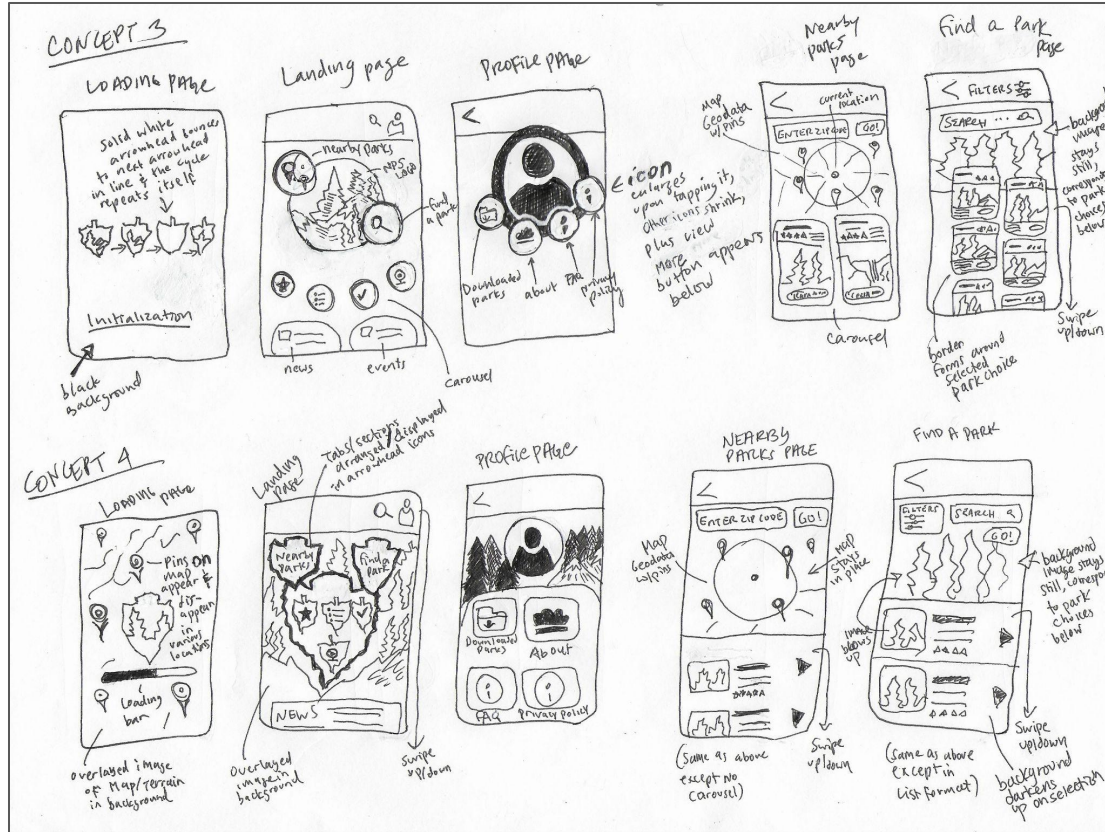 CONCEPT 3
LOADING PAGE
Solid white
arrowhead bounces
to next arrowhead
in line & the cycle
repeats itself
Initialization
black
background
Landing page
nearby parks
NPS
LOGO
find
a park
news
events
carousel
PROFILE PAGE
Downloaded
parks
about
FAQ
privacy
policy
icon
enlarges
upon tapping it,
other icons shrink,
plus view
more
button appears
below
Nearby
parks
page
Map
Geodata
w/pins
current
location
ENTER ZIP CODE
GO!
carousel
Find a park
page
FILTERS
SEARCH ...
background
image
stays
still,
corresponds
to park
choices
below
Swipe
up/down
border
forms around
selected
park choice
CONCEPT 4
LOADING PAGE
Pins on
map
appear &
dis-
appear
in
various
locations
Loading
bar
overlayed image
of Map/Terrain
in background
Landing
page
Tabs/sections
arranged/displayed
in arrowhead icons
Nearby
Parks
Find a
Park
NEWS
Overlayed
image in
background
Swipe
up/down
PROFILE PAGE
Downloaded
Parks
About
FAQ
privacy policy
NEARBY
PARKS PAGE
ENTER ZIP CODE
GO!
Map
Geodata
w/pins
Map
stays
in place
Swipe
up/down
(Same as above
except no
carousel)
FIND A PARK
FILTERS
SEARCH
GO!
background
image stays
still, correspon
to park
choices
below
IMAGE
blows
up
Swipe
up/down
(Same as above
except in
list format)
background
darkens
up on selection